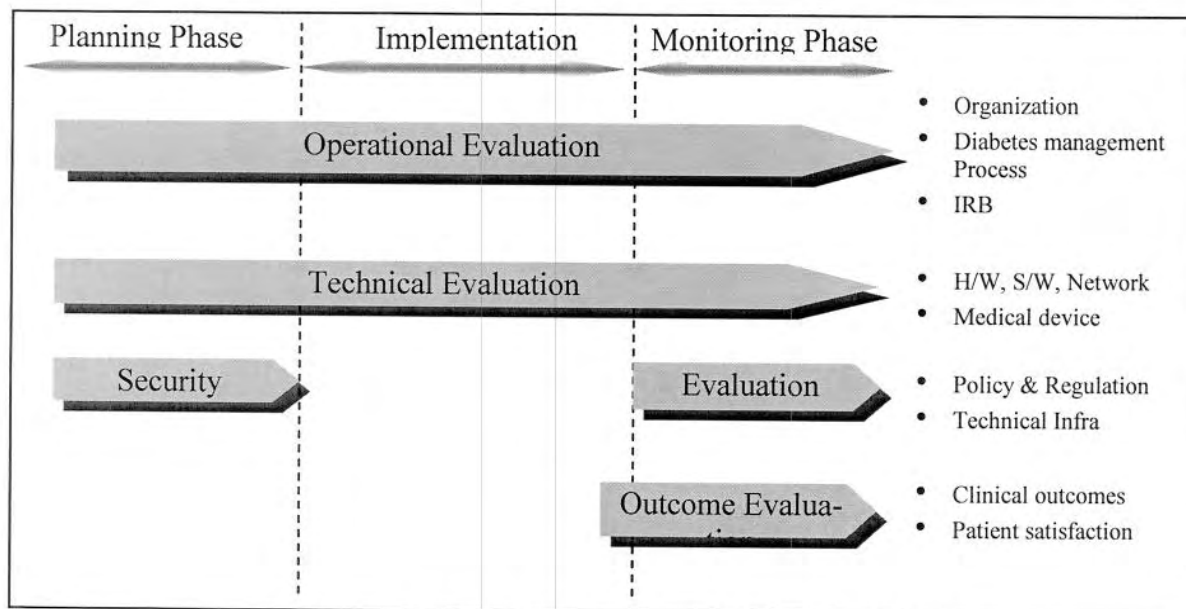 Planning Phase
Implementation
Monitoring Phase
Operational Evaluation
• Organization
• Diabetes management
Process
• IRB
Technical Evaluation
• H/W, S/W, Network
• Medical device
Security
Evaluation
• Policy & Regulation
• Technical Infra
Outcome Evalua-
• Clinical outcomes
• Patient satisfaction